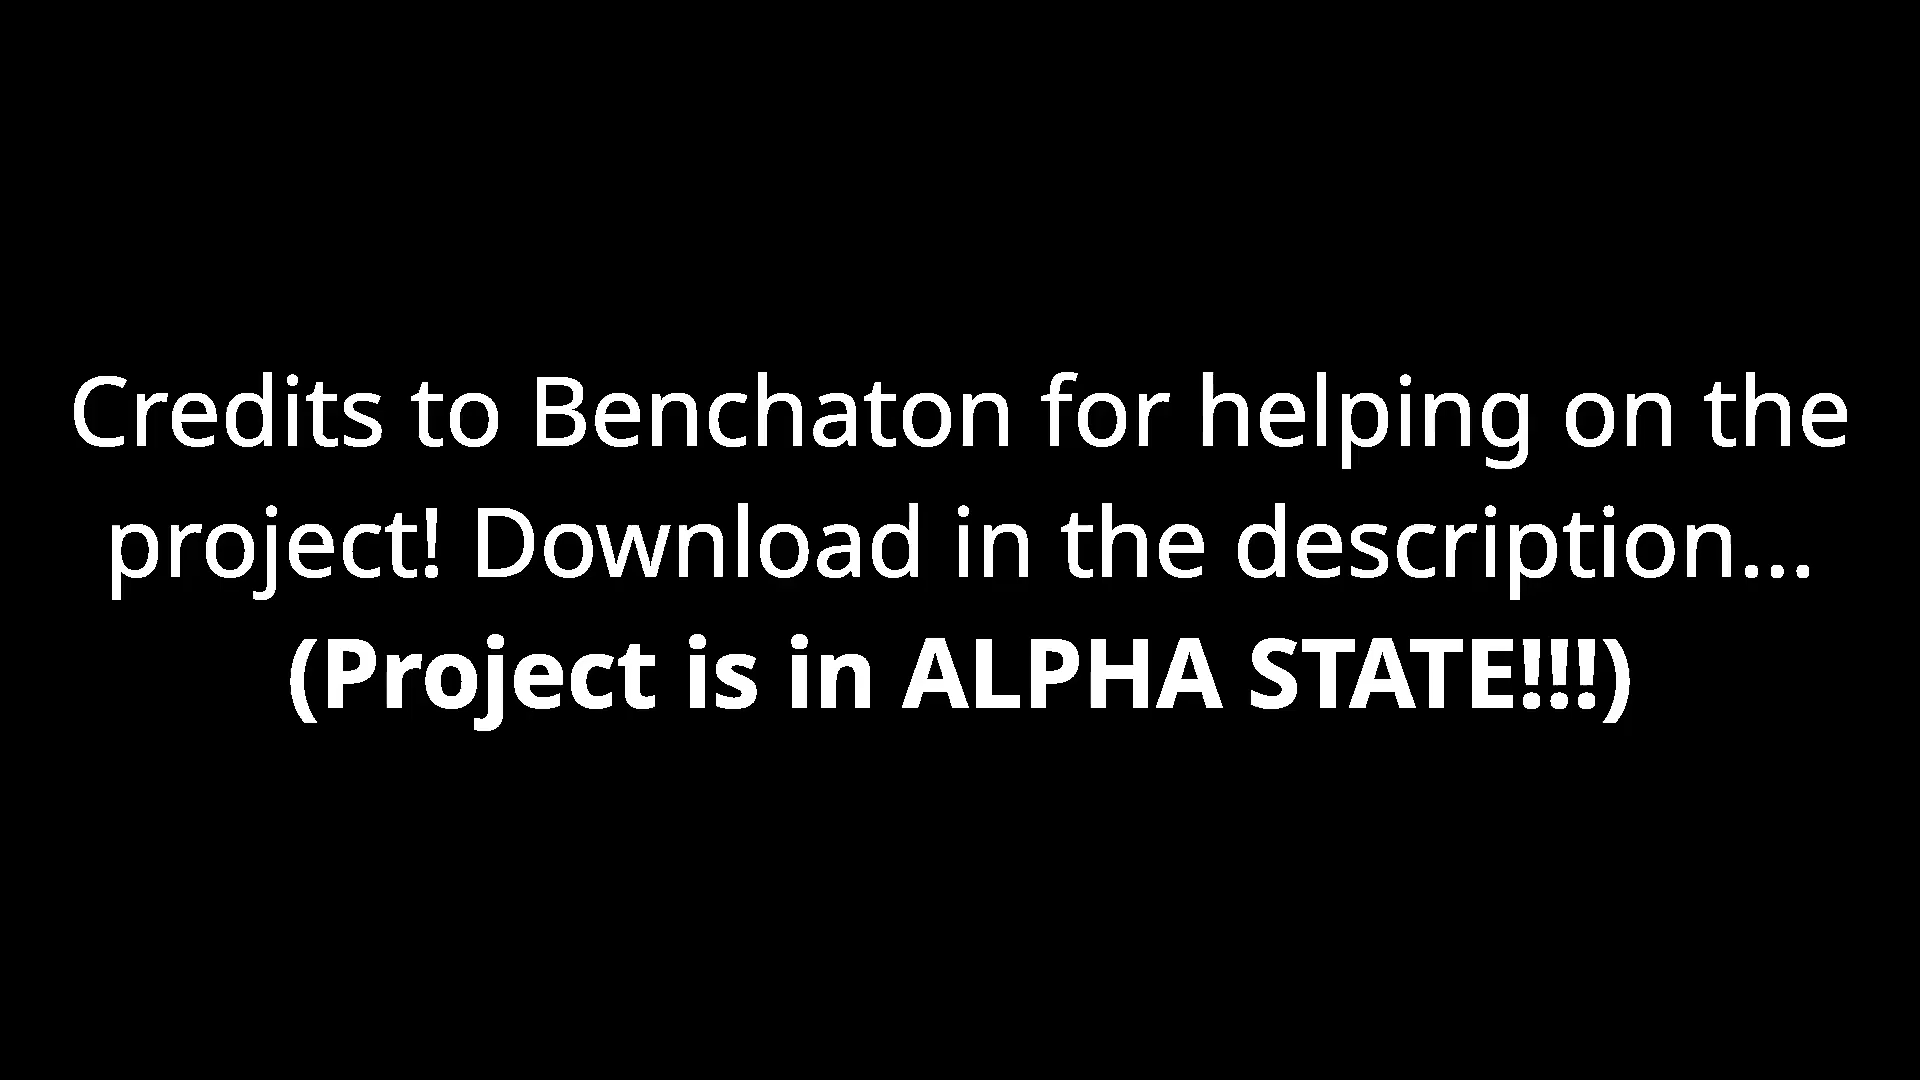 Credits to Benchaton for helping on the
project! Download in the description...
(Project is in ALPHA STATE!!!)